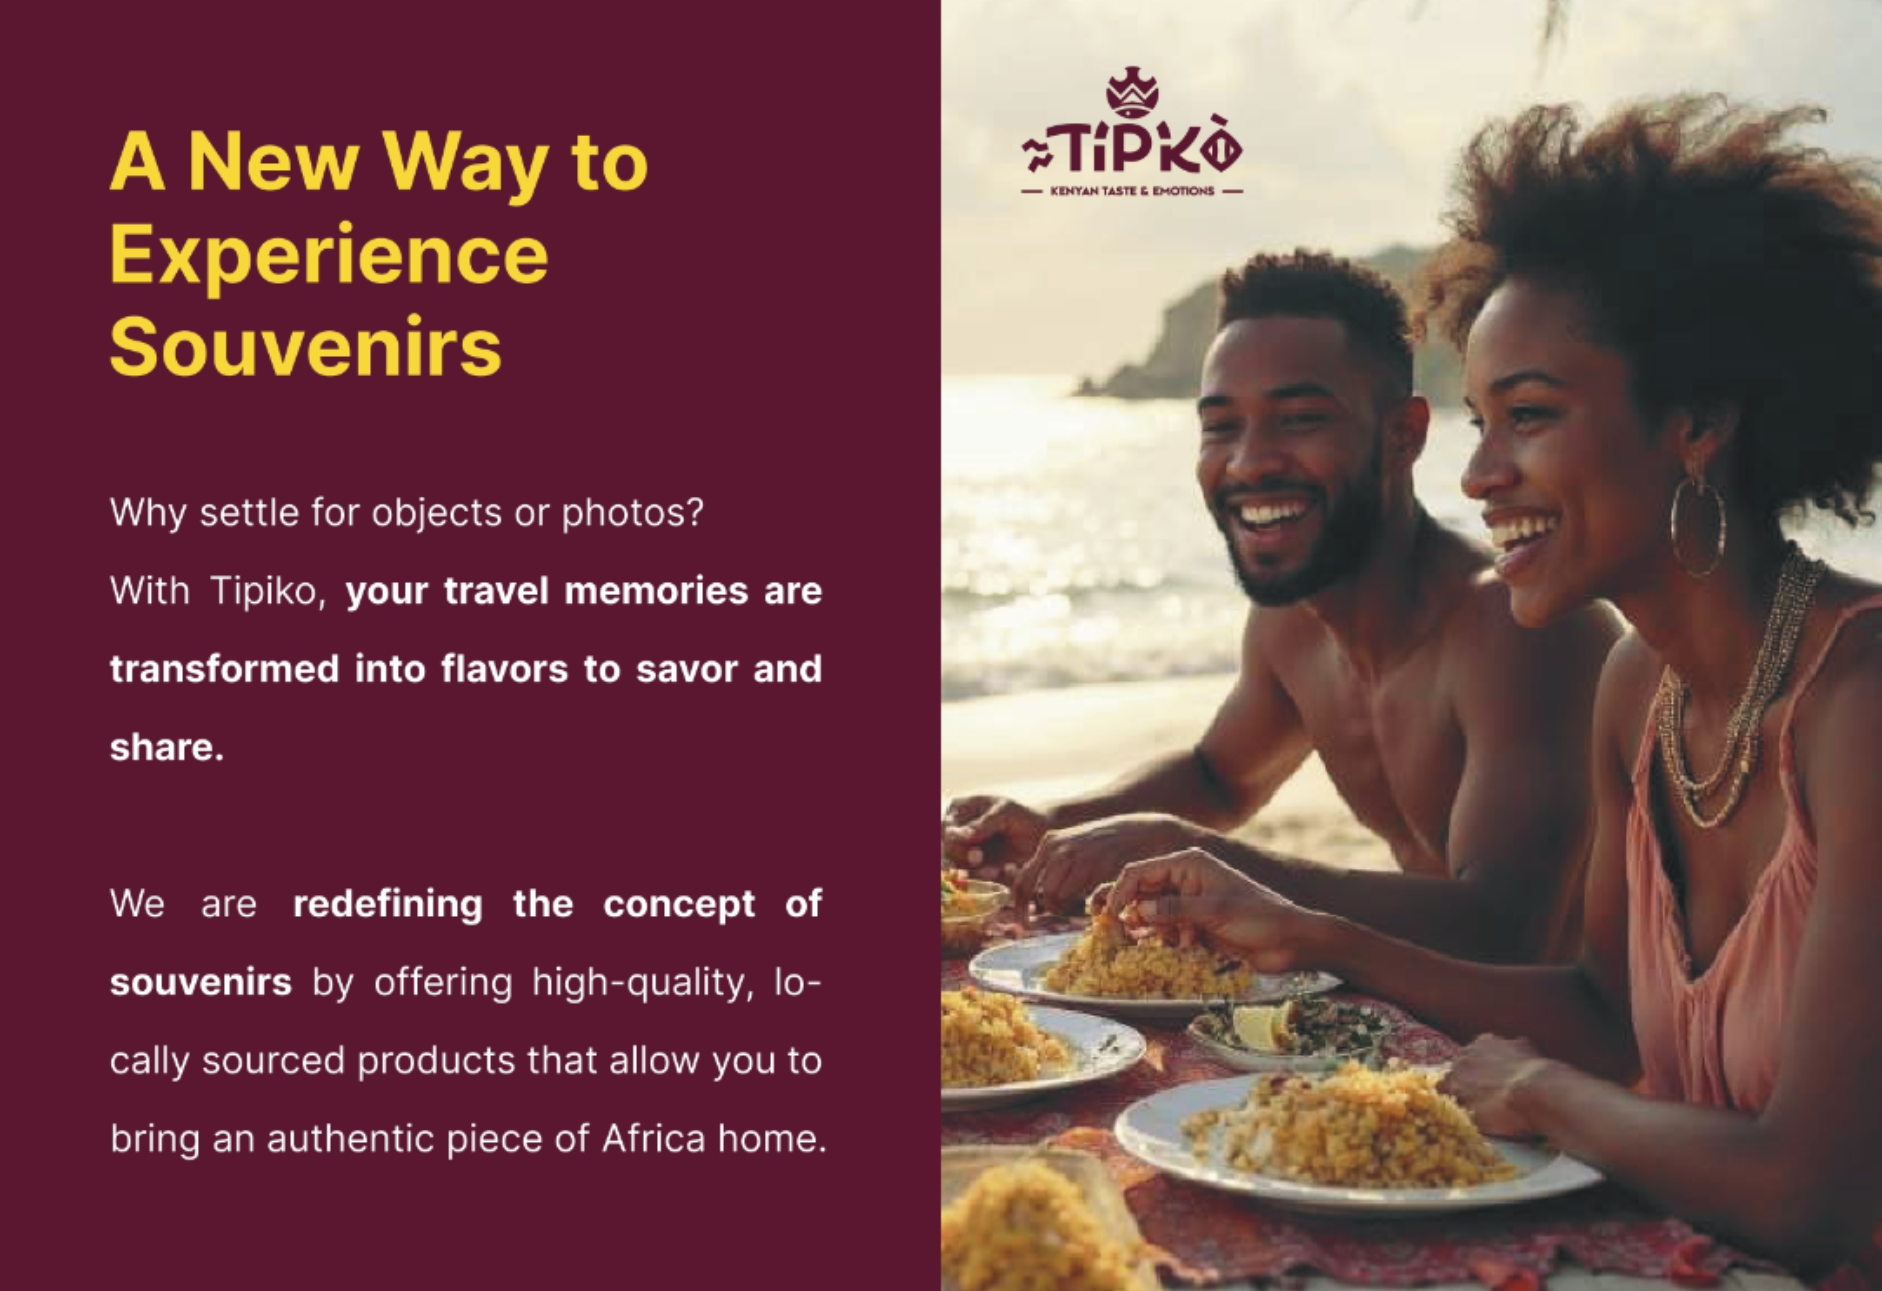 A New Way to
Experience
Souvenirs
Why settle for objects or photos?
With Tipiko, your travel memories are
transformed into flavors to savor and
share.
We are redefining the concept of
souvenirs by offering high-quality, lo-
cally sourced products that allow you to
bring an authentic piece of Africa home.
TiPiKÒ
KENYAN TASTE & EMOTIONS